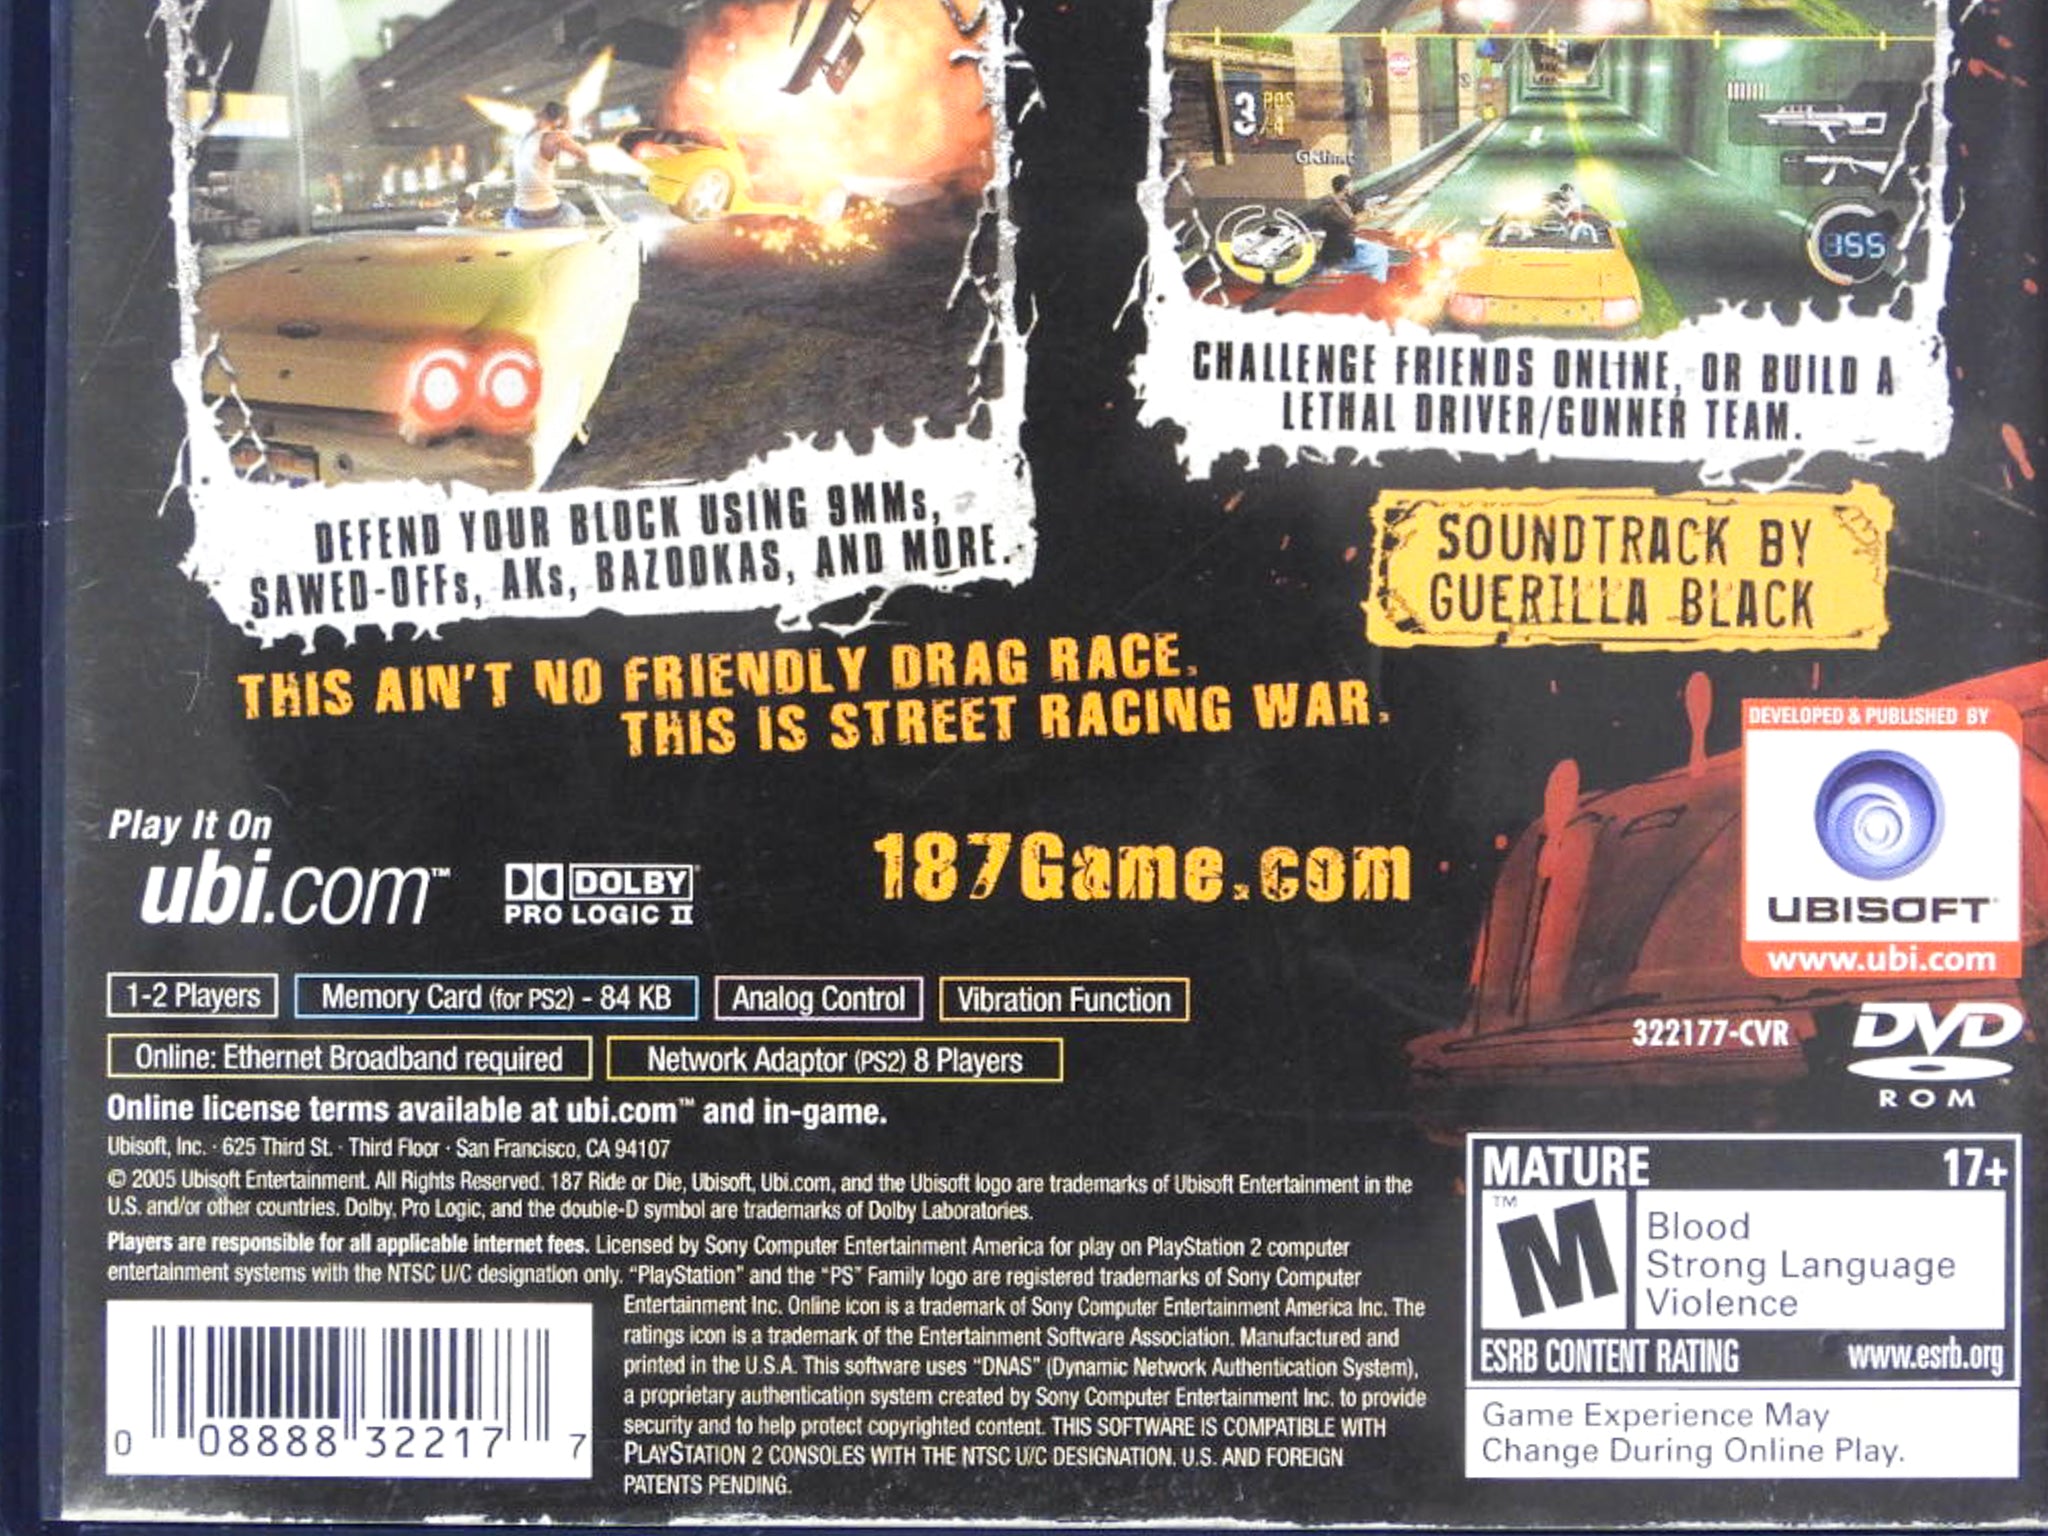 3 POS
/4
155
CHALLENGE FRIENDS ONLINE, OR BUILD A
LETHAL DRIVER/GUNNER TEAM.
DEFEND YOUR BLOCK USING 9MMs,
SAWED-OFFs, AKs, BAZOOKAS, AND MORE.
SOUNDTRACK BY
GUERILLA BLACK
THIS AIN'T NO FRIENDLY DRAG RACE.
THIS IS STREET RACING WAR.
DEVELOPED & PUBLISHED BY
UBISOFT
www.ubi.com
Play It On
ubi.com™
DOLBY
PRO LOGIC II
187Game.com
1-2 Players
Memory Card (for PS2) - 84 KB
Analog Control
Vibration Function
Online: Ethernet Broadband required
Network Adaptor (PS2) 8 Players
322177-CVR
DVD
ROM
Online license terms available at ubi.com™ and in-game.
Ubisoft, Inc. · 625 Third St. · Third Floor · San Francisco, CA 94107
© 2005 Ubisoft Entertainment. All Rights Reserved. 187 Ride or Die, Ubisoft, Ubi.com, and the Ubisoft logo are trademarks of Ubisoft Entertainment in the
U.S. and/or other countries. Dolby, Pro Logic, and the double-D symbol are trademarks of Dolby Laboratories.
Players are responsible for all applicable internet fees. Licensed by Sony Computer Entertainment America for play on PlayStation 2 computer
entertainment systems with the NTSC U/C designation only. "PlayStation" and the "PS" Family logo are registered trademarks of Sony Computer
Entertainment Inc. Online icon is a trademark of Sony Computer Entertainment America Inc. The
ratings icon is a trademark of the Entertainment Software Association. Manufactured and
printed in the U.S.A. This software uses "DNAS" (Dynamic Network Authentication System),
a proprietary authentication system created by Sony Computer Entertainment Inc. to provide
security and to help protect copyrighted content. THIS SOFTWARE IS COMPATIBLE WITH
PLAYSTATION 2 CONSOLES WITH THE NTSC U/C DESIGNATION. U.S. AND FOREIGN
PATENTS PENDING.
0 08888 32217 7
MATURE 17+
™
M
Blood
Strong Language
Violence
ESRB CONTENT RATING www.esrb.org
Game Experience May
Change During Online Play.